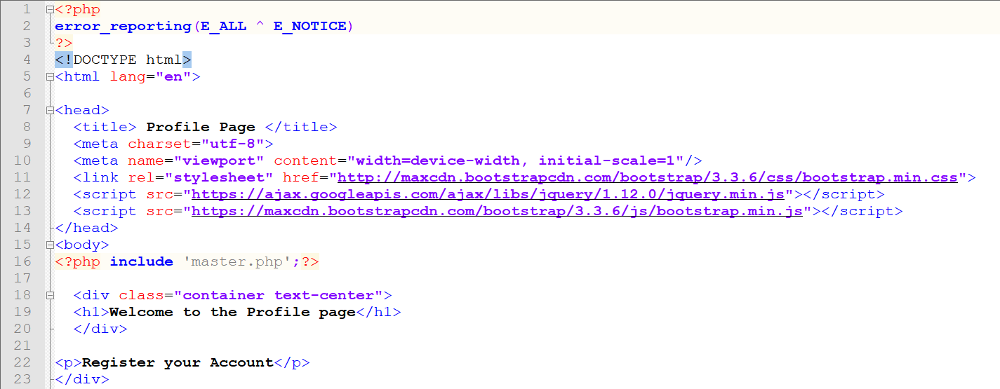 1 <?php
2 error_reporting(E_ALL ^ E_NOTICE)
3 ?>
4 <!DOCTYPE html>
5 <html lang="en">
6
7 <head>
8   <title> Profile Page </title>
9   <meta charset="utf-8">
10   <meta name="viewport" content="width=device-width, initial-scale=1"/>
11   <link rel="stylesheet" href="http://maxcdn.bootstrapcdn.com/bootstrap/3.3.6/css/bootstrap.min.css">
12   <script src="https://ajax.googleapis.com/ajax/libs/jquery/1.12.0/jquery.min.js"></script>
13   <script src="https://maxcdn.bootstrapcdn.com/bootstrap/3.3.6/js/bootstrap.min.js"></script>
14 </head>
15 <body>
16 <?php include 'master.php';?>
17
18   <div class="container text-center">
19   <h1>Welcome to the Profile page</h1>
20   </div>
21
22 <p>Register your Account</p>
23 </div>